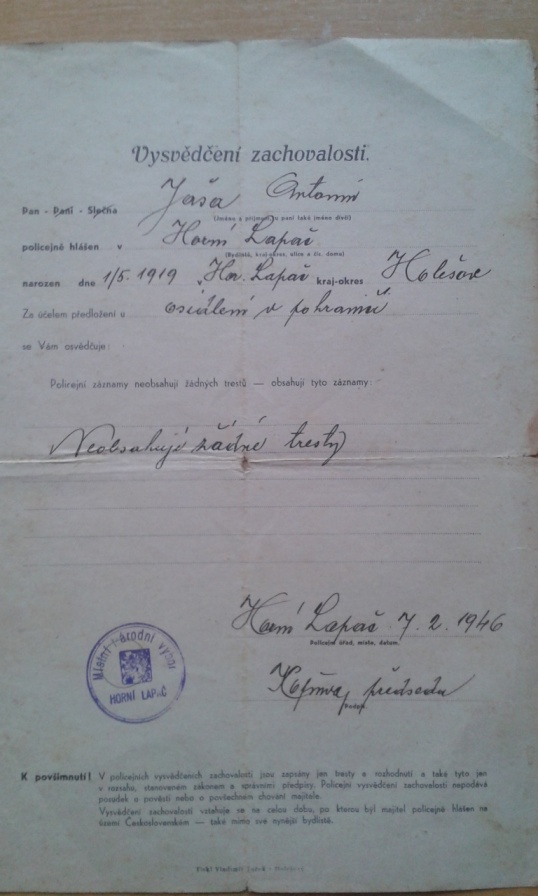 Vysvědčení zachovalosti.
Pan - Paní - Slečna Jaša Antonín
(Jméno a příjmení, u paní také jméno dívčí)
policejně hlášen v Horní Lapač
(Bydliště, kraj-okres, ulice a čís. domu)
narozen dne 1/5. 1919 v Hor. Lapač kraj-okres Holešov
Za účelem předložení u osídlení v pohraničí
se Vám osvědčuje:
Policejní záznamy neobsahují žádných trestů — obsahují tyto záznamy:
Neobsahují žádné tresty
Horní Lapač 7. 2. 1946
Policejní úřad, místo, datum.
předseda
Podpis
Místní národní výbor
HORNÍ LAPAČ
K povšimnutí! V policejních vysvědčeních zachovalosti jsou zapsány jen tresty a rozhodnutí a také tyto jen
v rozsahu, stanoveném zákonem a správními předpisy. Policejní vysvědčení zachovalosti nepodává
posudek o pověsti nebo o povšechném chování majitele.
Vysvědčení zachovalosti vztahuje se na celou dobu, po kterou byl majitel policejně hlášen na
území Československém — také mimo své nynější bydliště.